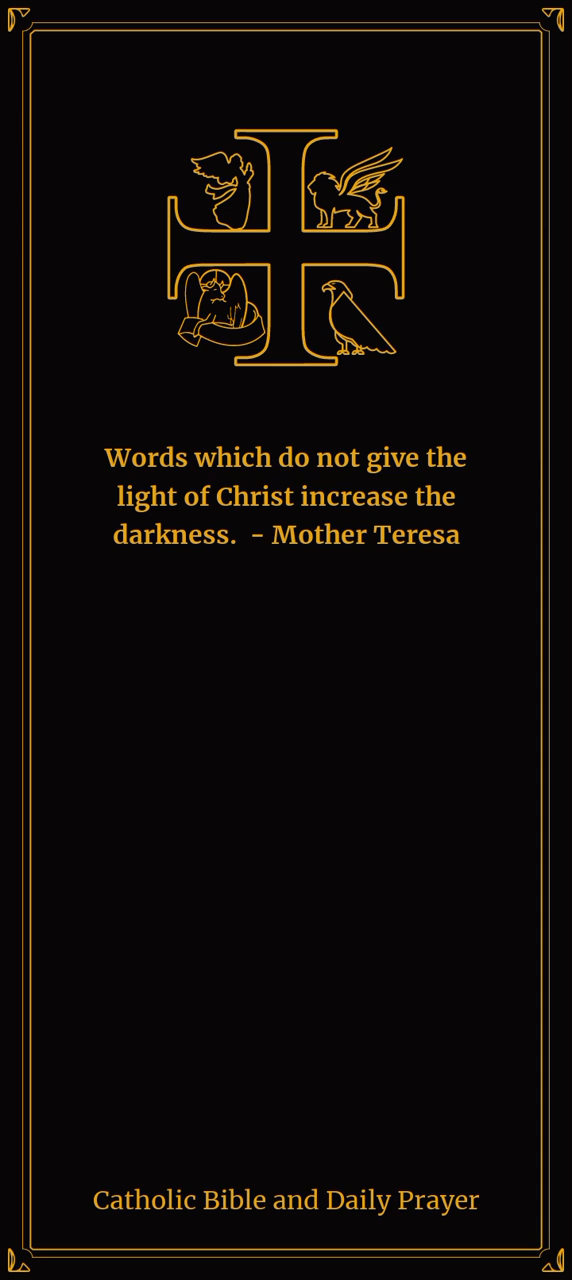 Words which do not give the
light of Christ increase the
darkness.  - Mother Teresa
Catholic Bible and Daily Prayer